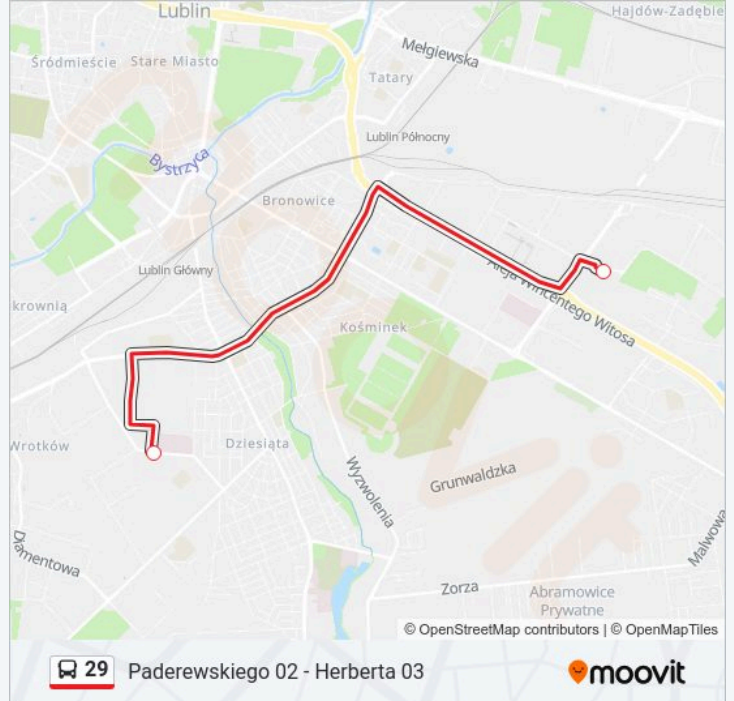 Lublin
Hajdów-Zadębie
Mełgiewska
Śródmieście
Stare Miasto
Tatary
Lublin Północny
Bystrzyca
Bronowice
Lublin Główny
Aleja Wincentego Witosa
krownią
Kośminek
Wrotków
Dziesiąta
Wyzwolenia
Grunwaldzka
Malwowa
Diamentowa
Zorza
Abramowice
Prywatne
© OpenStreetMap contributors | © OpenMapTiles
29 Paderewskiego 02 - Herberta 03
moovit